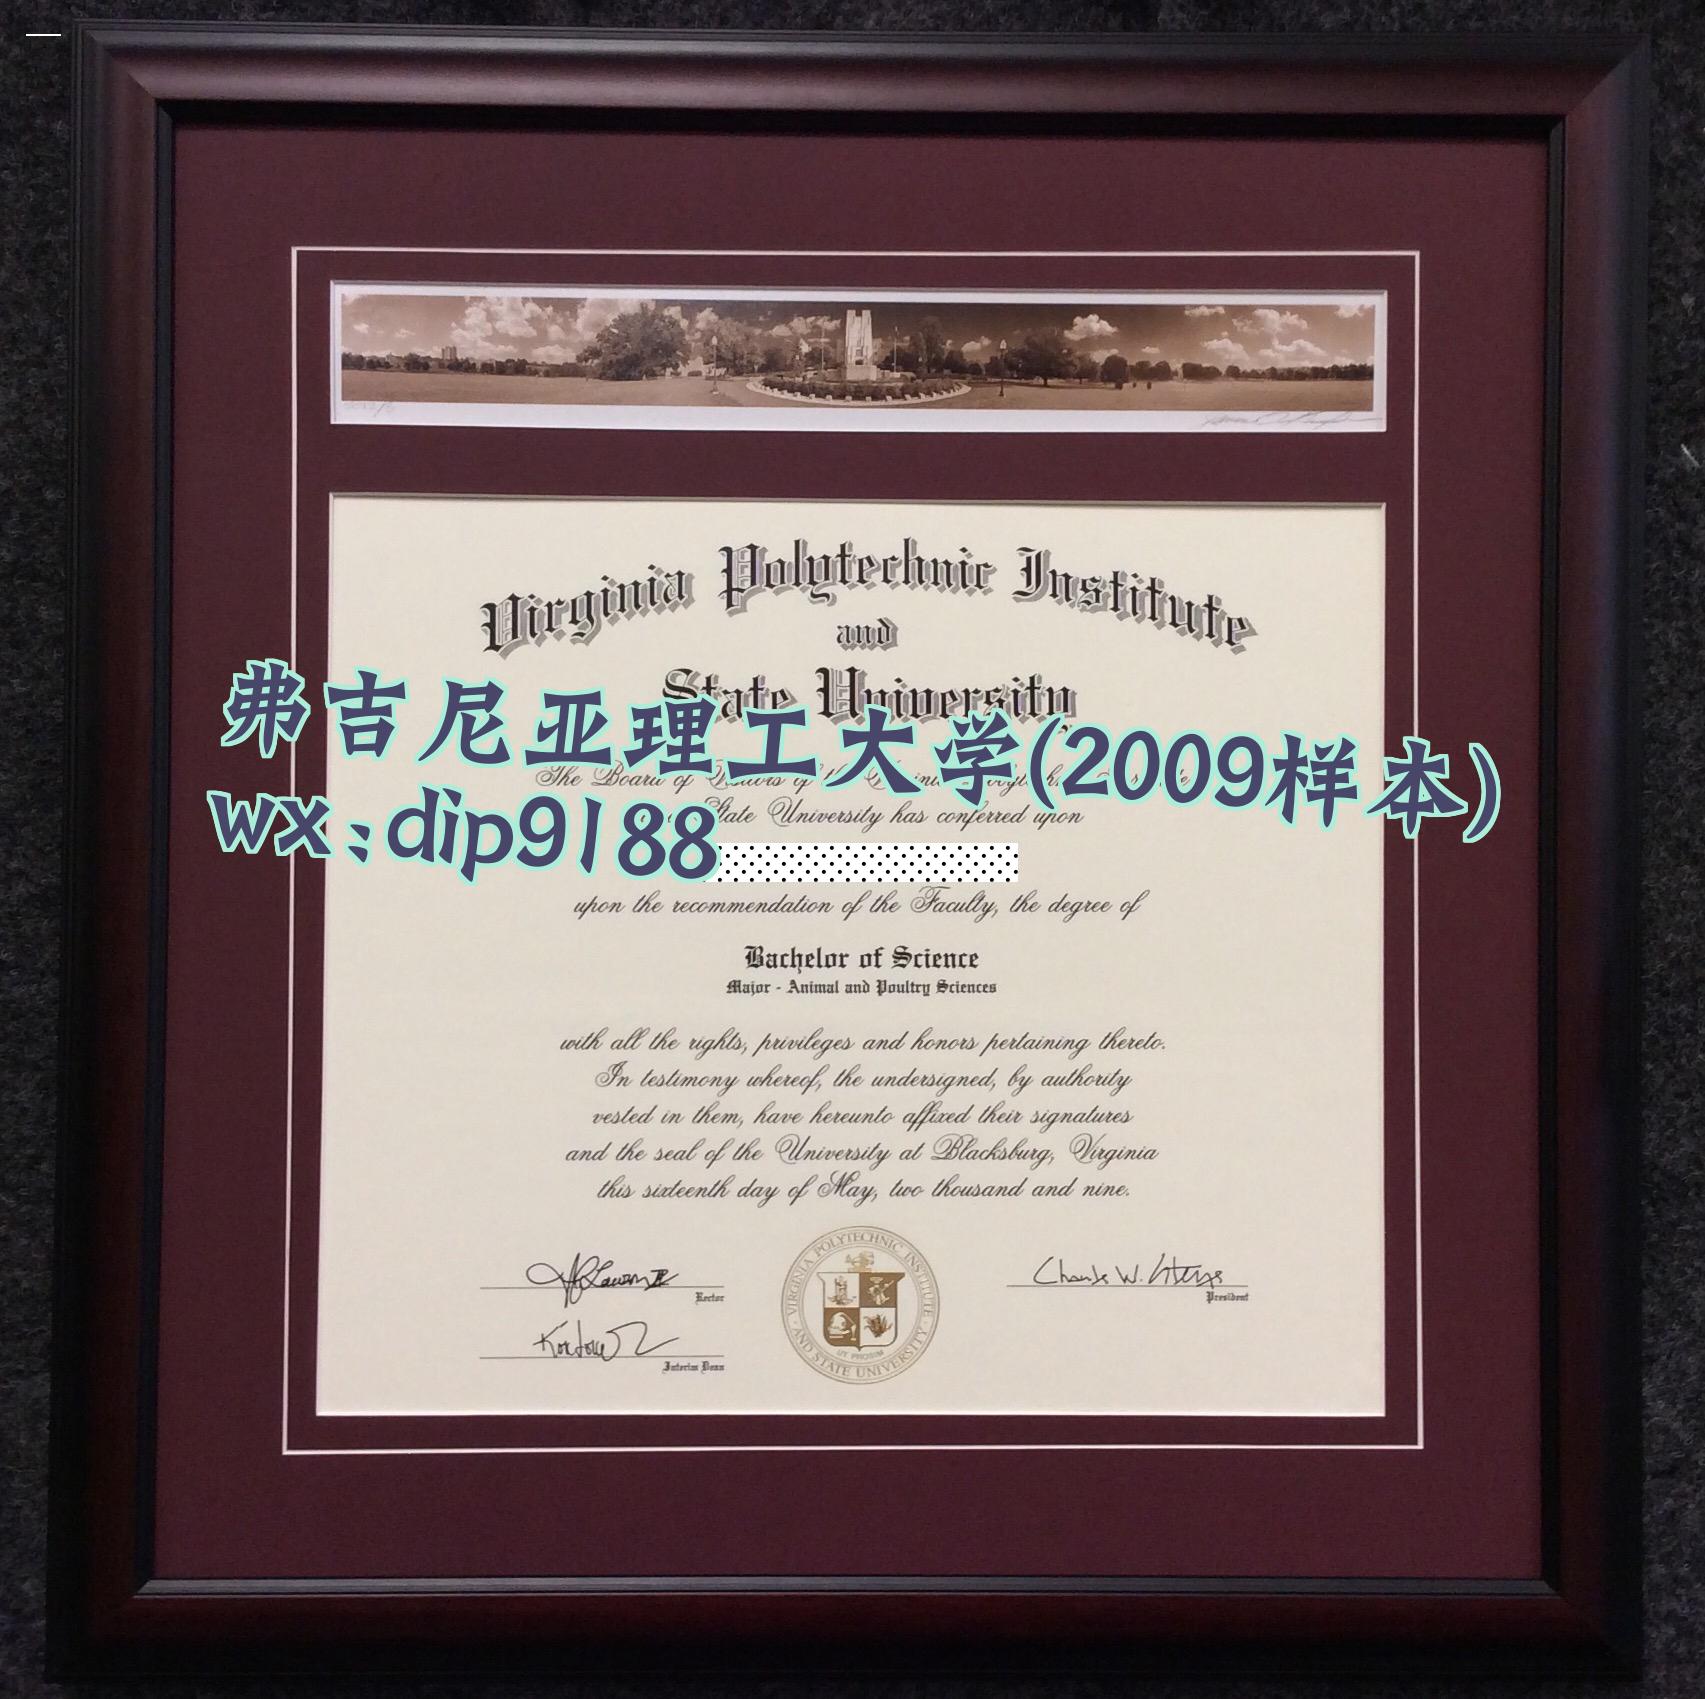 Virginia Polytechnic Institute
and
State University
弗吉尼亚理工大学(2009样本)
The Board of Visitors of
State University has conferred upon
wx:dip9188
upon the recommendation of the Faculty, the degree of
Bachelor of Science
Major - Animal and Poultry Sciences
with all the rights, privileges and honors pertaining thereto.
In testimony whereof, the undersigned, by authority
vested in them, have hereunto affixed their signatures
and the seal of the University at Blacksburg, Virginia
this sixteenth day of May, two thousand and nine.
Rector
Charles W. Steger
President
Interim Dean
VIRGINIA POLYTECHNIC INSTITUTE
AND STATE UNIVERSITY
UT PROSIM